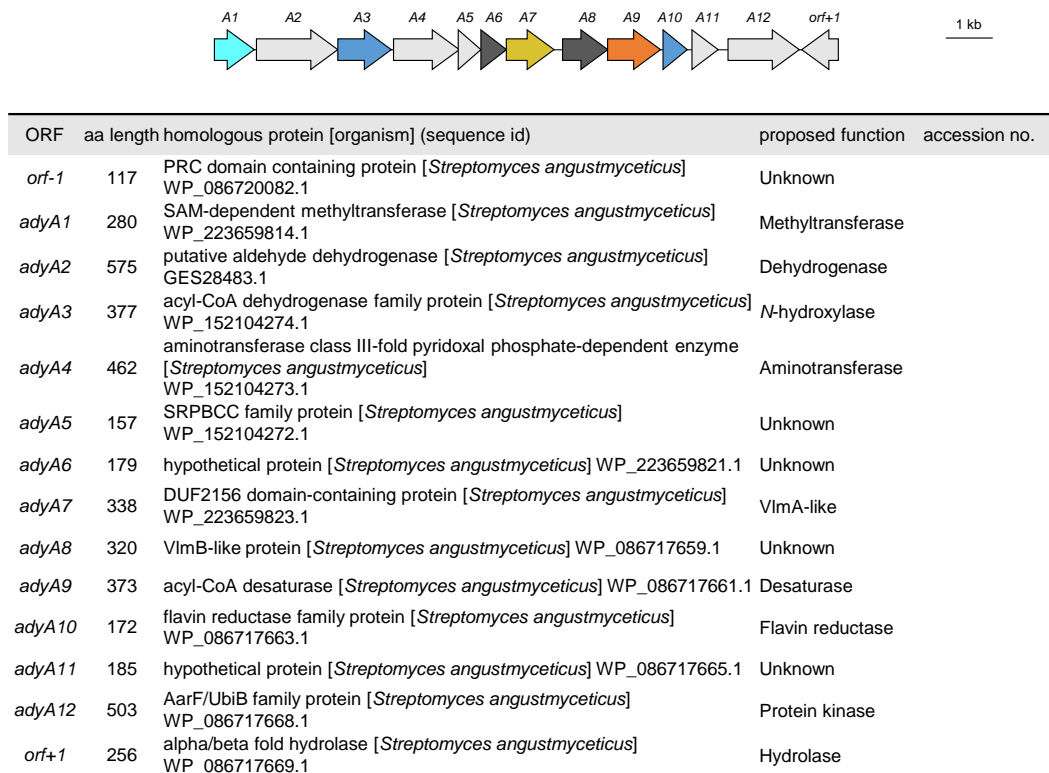 A1 A2 A3 A4 A5 A6 A7 A8 A9 A10 A11 A12 orf+1 1 kb
ORF aa length homologous protein [organism] (sequence id) proposed function accession no.
orf-1 117 PRC domain containing protein [Streptomyces angustmyceticus] Unknown
WP_086720082.1
adyA1 280 SAM-dependent methyltransferase [Streptomyces angustmyceticus] Methyltransferase
WP_223659814.1
adyA2 575 putative aldehyde dehydrogenase [Streptomyces angustmyceticus] Dehydrogenase
GES28483.1
adyA3 377 acyl-CoA dehydrogenase family protein [Streptomyces angustmyceticus] N-hydroxylase
WP_152104274.1
aminotransferase class III-fold pyridoxal phosphate-dependent enzyme
adyA4 462 [Streptomyces angustmyceticus] Aminotransferase
WP_152104273.1
adyA5 157 SRPBCC family protein [Streptomyces angustmyceticus] Unknown
WP_152104272.1
adyA6 179 hypothetical protein [Streptomyces angustmyceticus] WP_223659821.1 Unknown
adyA7 338 DUF2156 domain-containing protein [Streptomyces angustmyceticus] VlmA-like
WP_223659823.1
adyA8 320 VlmB-like protein [Streptomyces angustmyceticus] WP_086717659.1 Unknown
adyA9 373 acyl-CoA desaturase [Streptomyces angustmyceticus] WP_086717661.1 Desaturase
adyA10 172 flavin reductase family protein [Streptomyces angustmyceticus] Flavin reductase
WP_086717663.1
adyA11 185 hypothetical protein [Streptomyces angustmyceticus] WP_086717665.1 Unknown
adyA12 503 AarF/UbiB family protein [Streptomyces angustmyceticus] Protein kinase
WP_086717668.1
orf+1 256 alpha/beta fold hydrolase [Streptomyces angustmyceticus] Hydrolase
WP_086717669.1